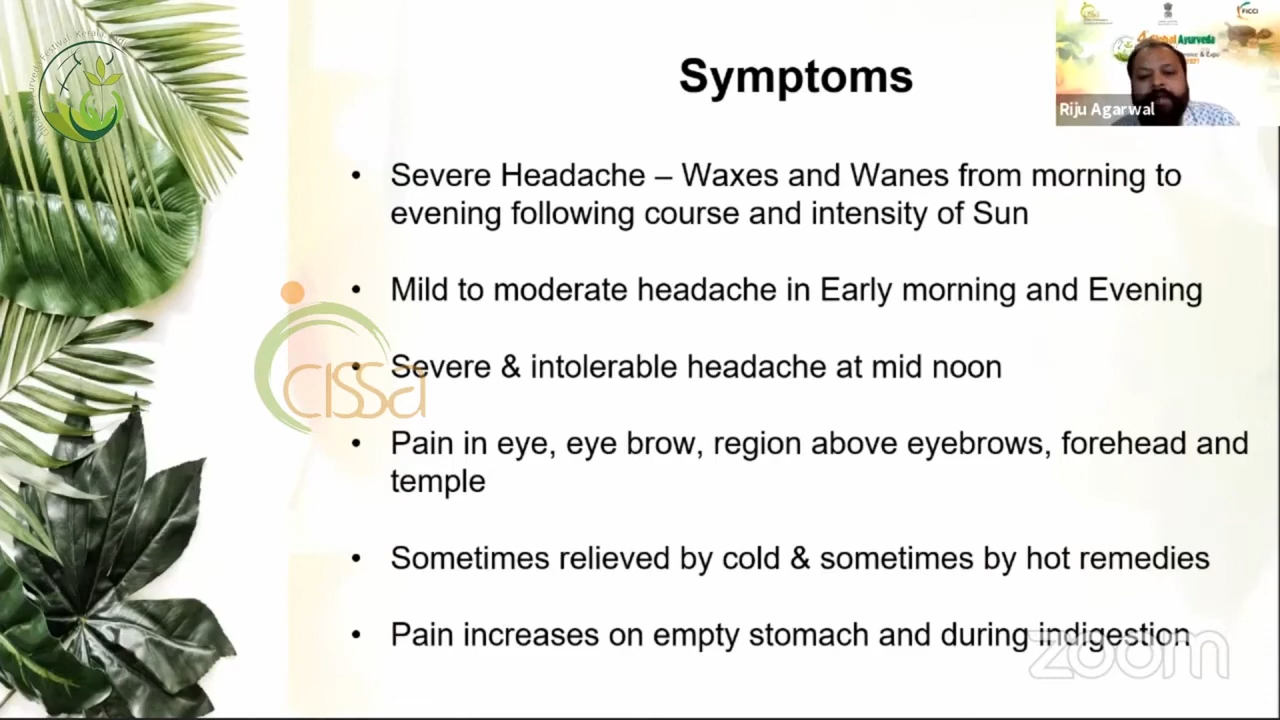 Symptoms
FICCI
Global Ayurveda
Riju Agarwal
• Severe Headache – Waxes and Wanes from morning to
evening following course and intensity of Sun
• Mild to moderate headache in Early morning and Evening
• Severe & intolerable headache at mid noon
cissa
• Pain in eye, eye brow, region above eyebrows, forehead and
temple
• Sometimes relieved by cold & sometimes by hot remedies
• Pain increases on empty stomach and during indigestion
zoom